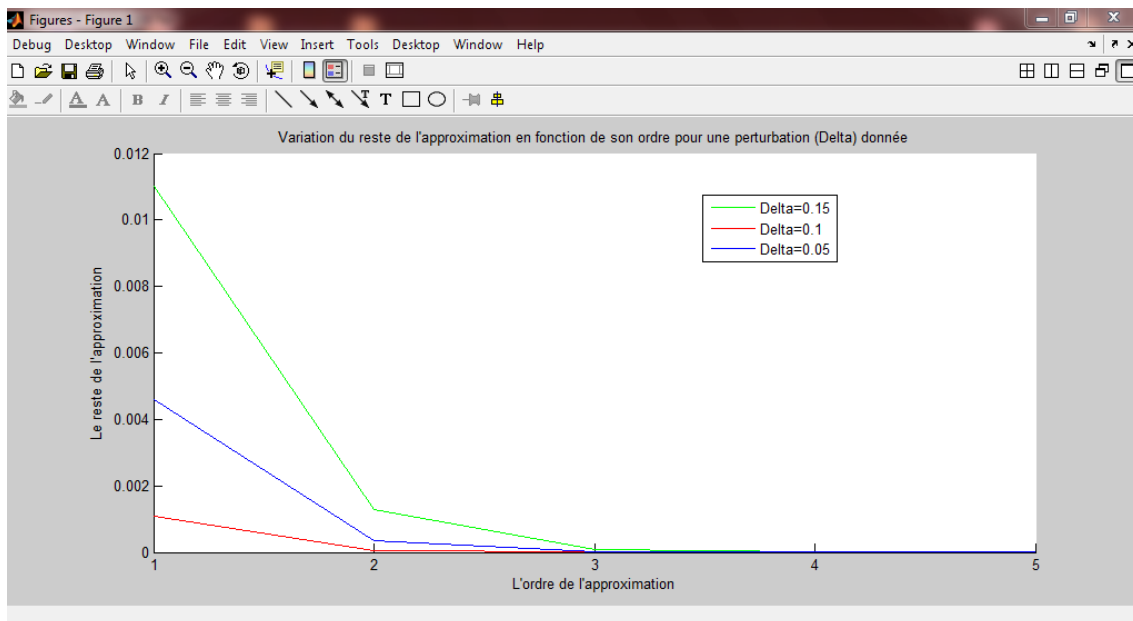 Figures - Figure 1
Debug Desktop Window File Edit View Insert Tools Desktop Window Help
A A B I T T
Variation du reste de l'approximation en fonction de son ordre pour une perturbation (Delta) donnée
0.012
0.01
0.008
0.006
0.004
0.002
0
Le reste de l'approximation
Delta=0.15
Delta=0.1
Delta=0.05
1 2 3 4 5
L'ordre de l'approximation